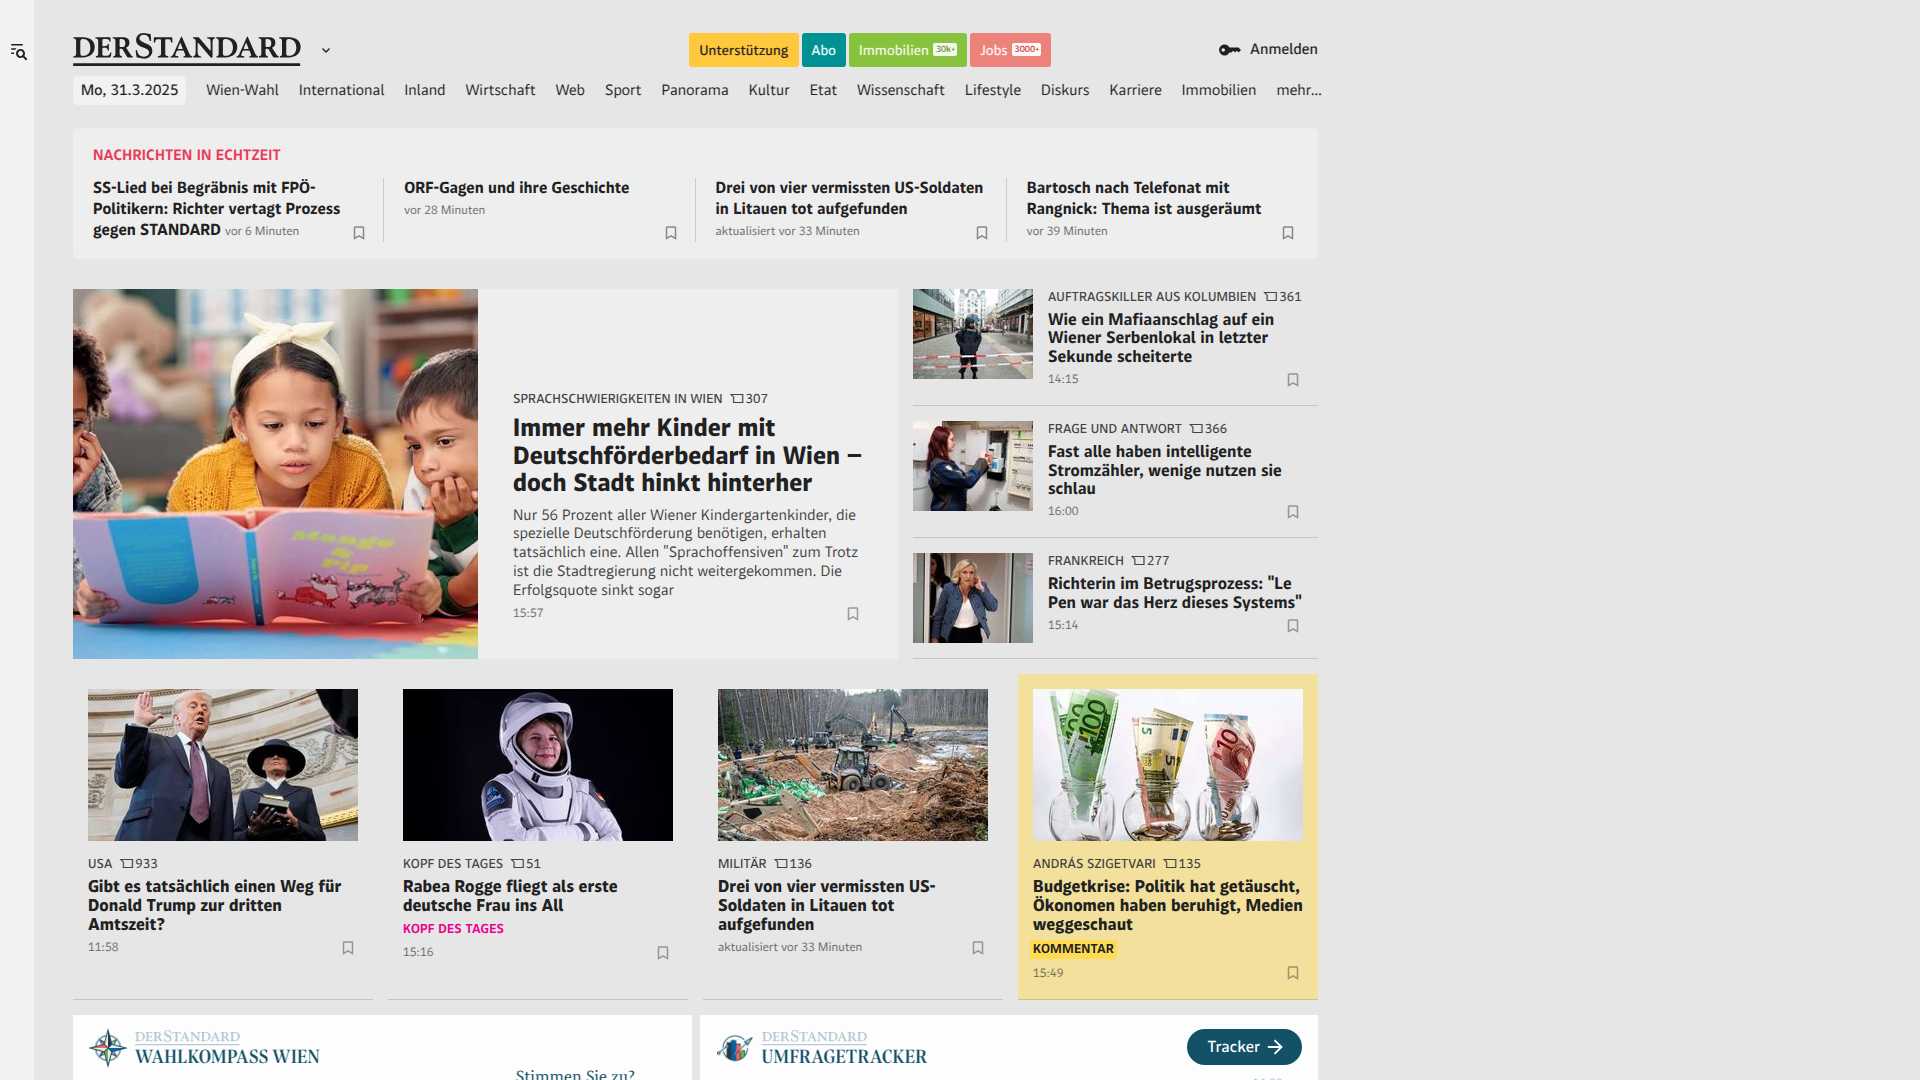 DERSTANDARD
Unterstützung
Abo
Immobilien 30k+
Jobs 3000+
Anmelden
Mo, 31.3.2025
Wien-Wahl
International
Inland
Wirtschaft
Web
Sport
Panorama
Kultur
Etat
Wissenschaft
Lifestyle
Diskurs
Karriere
Immobilien
mehr...
NACHRICHTEN IN ECHTZEIT
SS-Lied bei Begräbnis mit FPÖ-
Politikern: Richter vertagt Prozess
gegen STANDARD vor 6 Minuten
ORF-Gagen und ihre Geschichte
vor 28 Minuten
Drei von vier vermissten US-Soldaten
in Litauen tot aufgefunden
aktualisiert vor 33 Minuten
Bartosch nach Telefonat mit
Rangnick: Thema ist ausgeräumt
vor 39 Minuten
SPRACHSCHWIERIGKEITEN IN WIEN 307
Immer mehr Kinder mit
Deutschförderbedarf in Wien –
doch Stadt hinkt hinterher
Nur 56 Prozent aller Wiener Kindergartenkinder, die
spezielle Deutschförderung benötigen, erhalten
tatsächlich eine. Allen "Sprachoffensiven" zum Trotz
ist die Stadtregierung nicht weitergekommen. Die
Erfolgsquote sinkt sogar
15:57
AUFTRAGSKILLER AUS KOLUMBIEN 361
Wie ein Mafiaanschlag auf ein
Wiener Serbenlokal in letzter
Sekunde scheiterte
14:15
FRAGE UND ANTWORT 366
Fast alle haben intelligente
Stromzähler, wenige nutzen sie
schlau
16:00
FRANKREICH 277
Richterin im Betrugsprozess: "Le
Pen war das Herz dieses Systems"
15:14
USA 933
Gibt es tatsächlich einen Weg für
Donald Trump zur dritten
Amtszeit?
11:58
KOPF DES TAGES 51
Rabea Rogge fliegt als erste
deutsche Frau ins All
KOPF DES TAGES
15:16
MILITÄR 136
Drei von vier vermissten US-
Soldaten in Litauen tot
aufgefunden
aktualisiert vor 33 Minuten
100
5
10
ANDRÁS SZIGETVARI 135
Budgetkrise: Politik hat getäuscht,
Ökonomen haben beruhigt, Medien
weggeschaut
KOMMENTAR
15:49
DERSTANDARD
WAHLKOMPASS WIEN
Stimmen Sie zu?
DERSTANDARD
UMFRAGETRACKER
Tracker